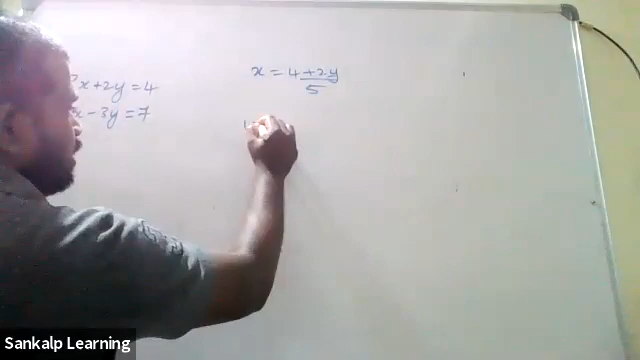 x + 2y = 4
x - 3y = 7
x = 4 + 2y
5
Sankalp Learning